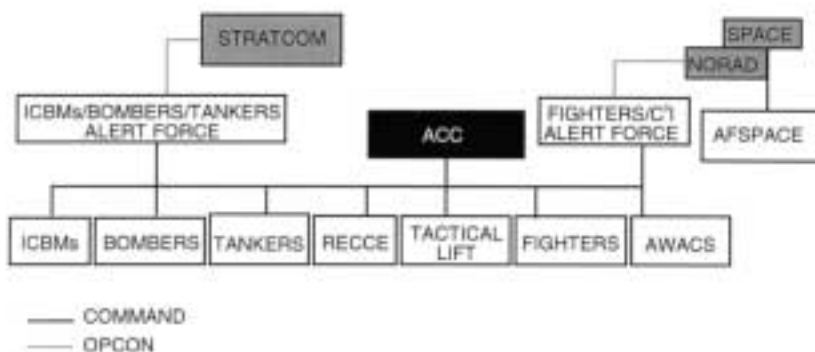 STRATCOM
SPACE
NORAD
ICBMs/BOMBERS/TANKERS
ALERT FORCE
ACC
FIGHTERS/C³I
ALERT FORCE
AFSPACE
ICBMs
BOMBERS
TANKERS
RECCE
TACTICAL
LIFT
FIGHTERS
AWACS
COMMAND
OPCON